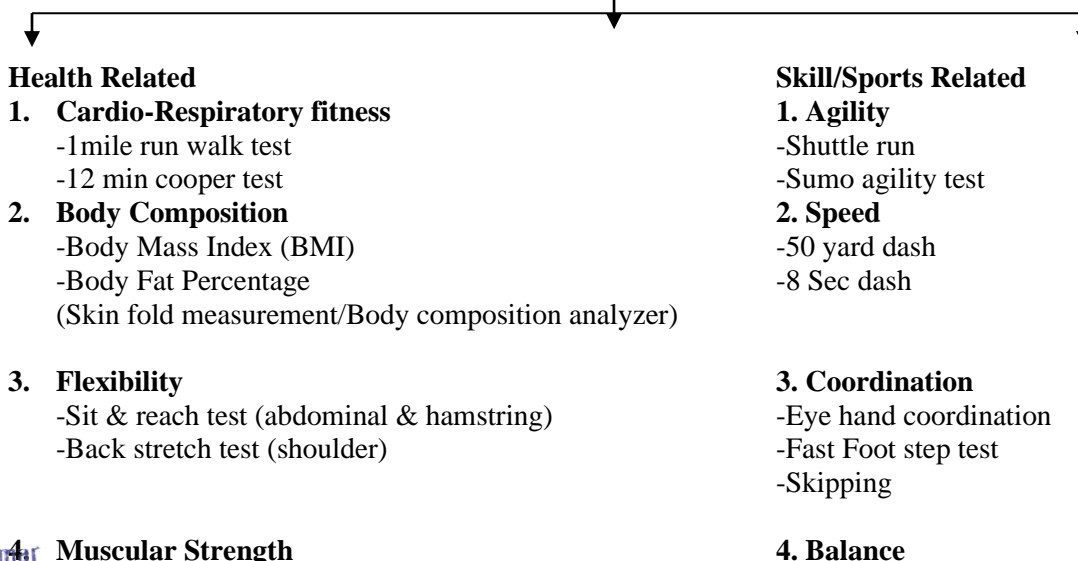 Health Related
1. Cardio-Respiratory fitness
-1mile run walk test
-12 min cooper test
2. Body Composition
-Body Mass Index (BMI)
-Body Fat Percentage
(Skin fold measurement/Body composition analyzer)
3. Flexibility
-Sit & reach test (abdominal & hamstring)
-Back stretch test (shoulder)
4. Muscular Strength
Skill/Sports Related
1. Agility
-Shuttle run
-Sumo agility test
2. Speed
-50 yard dash
-8 Sec dash
3. Coordination
-Eye hand coordination
-Fast Foot step test
-Skipping
4. Balance